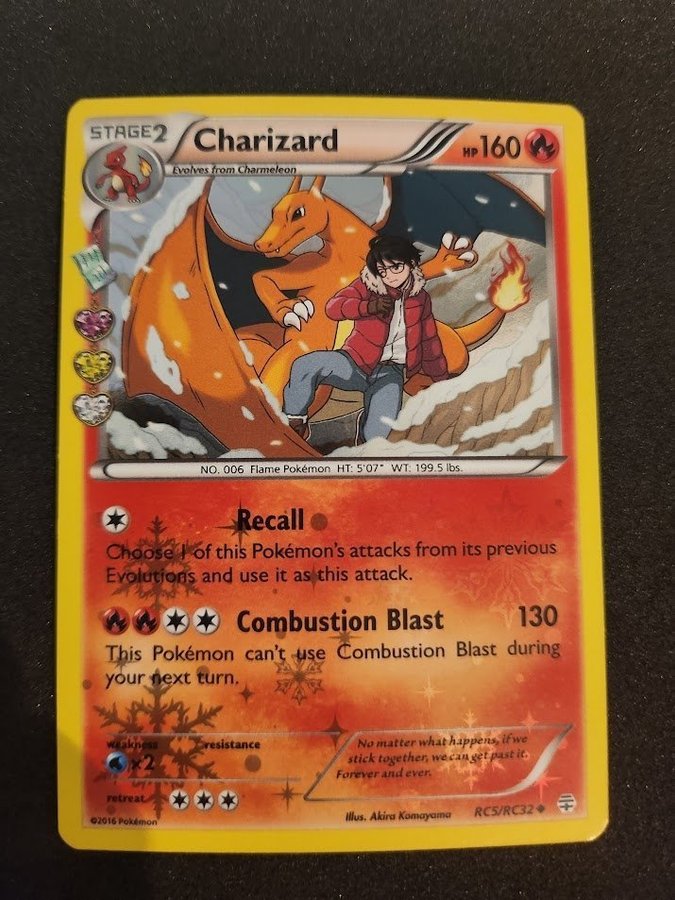 STAGE2 Charizard HP160
Evolves from Charmeleon
NO. 006 Flame Pokémon HT: 5'07" WT: 199.5 lbs.
Recall
Choose 1 of this Pokémon's attacks from its previous
Evolutions and use it as this attack.
Combustion Blast 130
This Pokémon can't use Combustion Blast during
your next turn.
weakness resistance
×2
retreat
No matter what happens, if we
stick together, we can get past it.
Forever and ever.
©2016 Pokémon
Illus. Akira Komayama RC5/RC32